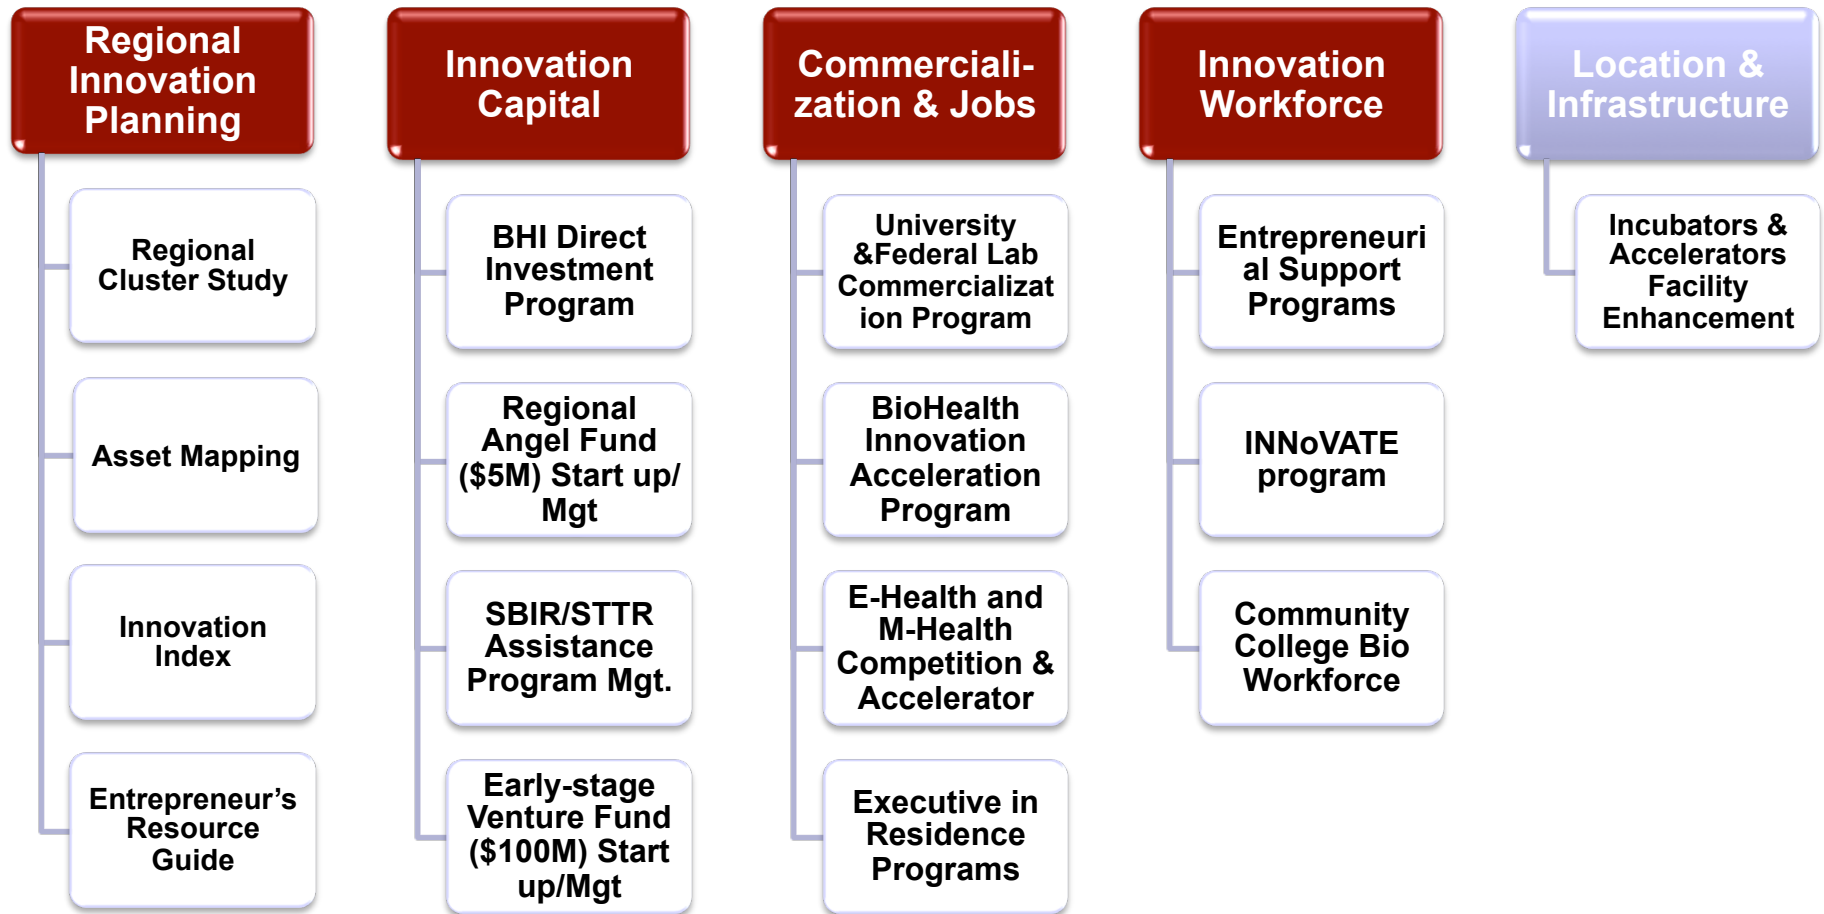 Regional
Innovation
Planning
Regional
Cluster Study
Asset Mapping
Innovation
Index
Entrepreneur’s
Resource
Guide
Innovation
Capital
BHI Direct
Investment
Program
Regional
Angel Fund
($5M) Start up/
Mgt
SBIR/STTR
Assistance
Program Mgt.
Early-stage
Venture Fund
($100M) Start
up/Mgt
Commerciali-
zation & Jobs
University
&Federal Lab
Commercializat
ion Program
BioHealth
Innovation
Acceleration
Program
E-Health and
M-Health
Competition &
Accelerator
Executive in
Residence
Programs
Innovation
Workforce
Entrepreneuri
al Support
Programs
INNoVATE
program
Community
College Bio
Workforce
Location &
Infrastructure
Incubators &
Accelerators
Facility
Enhancement